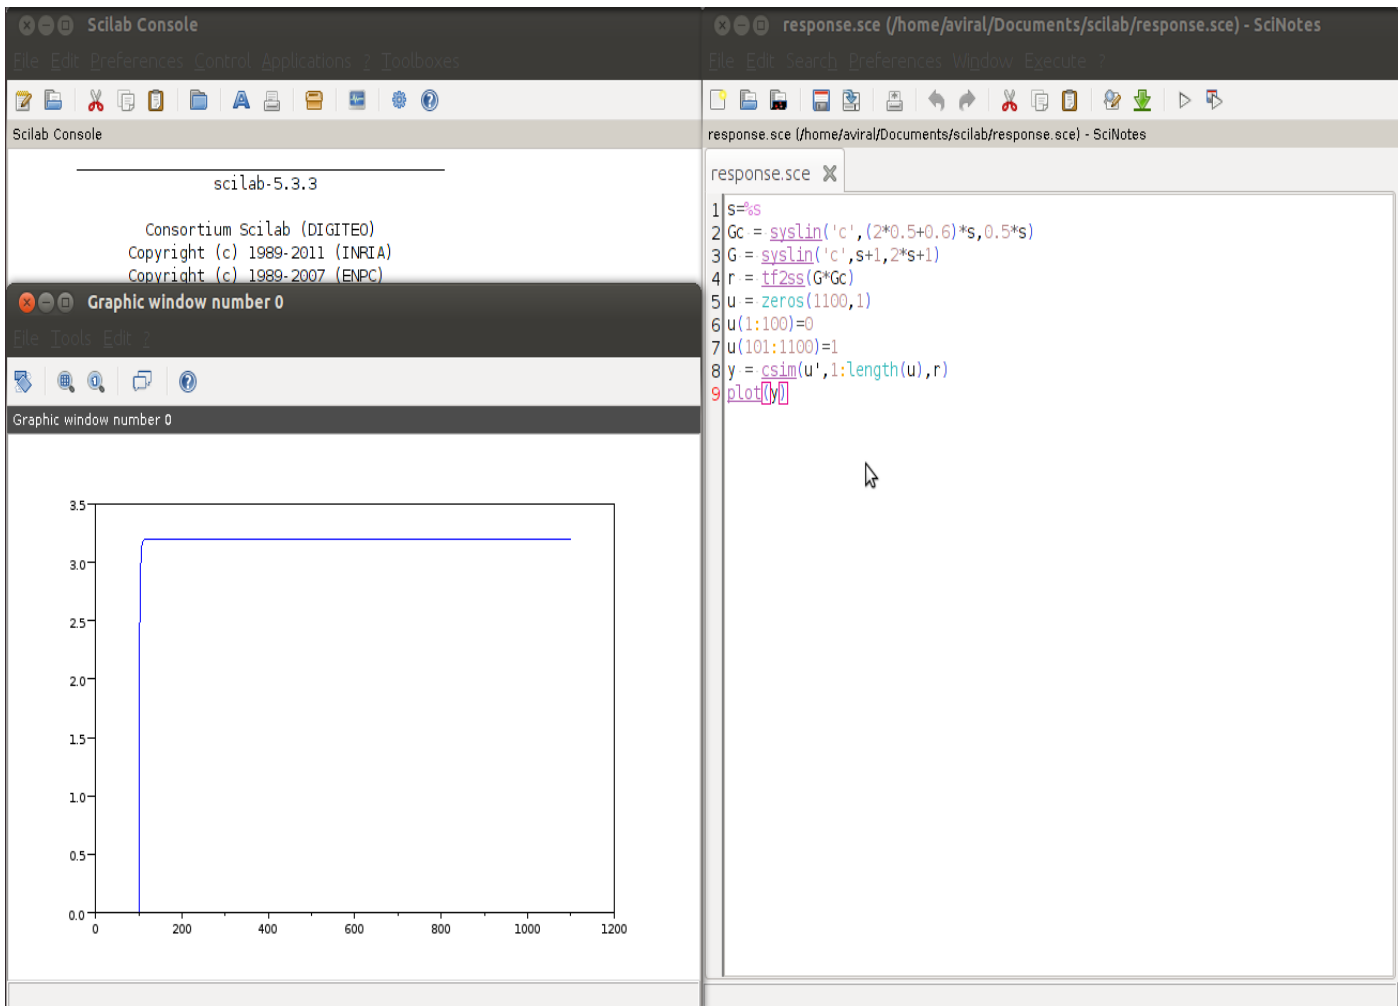 Scilab Console
File Edit Preferences Control Applications ? Toolboxes
Scilab Console
scilab-5.3.3
Consortium Scilab (DIGITEO)
Copyright (c) 1989-2011 (INRIA)
Copyright (c) 1989-2007 (ENPC)
Graphic window number 0
File Tools Edit ?
Graphic window number 0
3.5
3.0
2.5
2.0
1.5
1.0
0.5
0.0
0 200 400 600 800 1000 1200
response.sce (/home/aviral/Documents/scilab/response.sce) - SciNotes
File Edit Search Preferences Window Execute ?
response.sce (/home/aviral/Documents/scilab/response.sce) - SciNotes
response.sce
1 s=%s
2 Gc = syslin('c',(2*0.5+0.6)*s,0.5*s)
3 G = syslin('c',s+1,2*s+1)
4 r = tf2ss(G*Gc)
5 u = zeros(1100,1)
6 u(1:100)=0
7 u(101:1100)=1
8 y = csim(u',1:length(u),r)
9 plot(y)